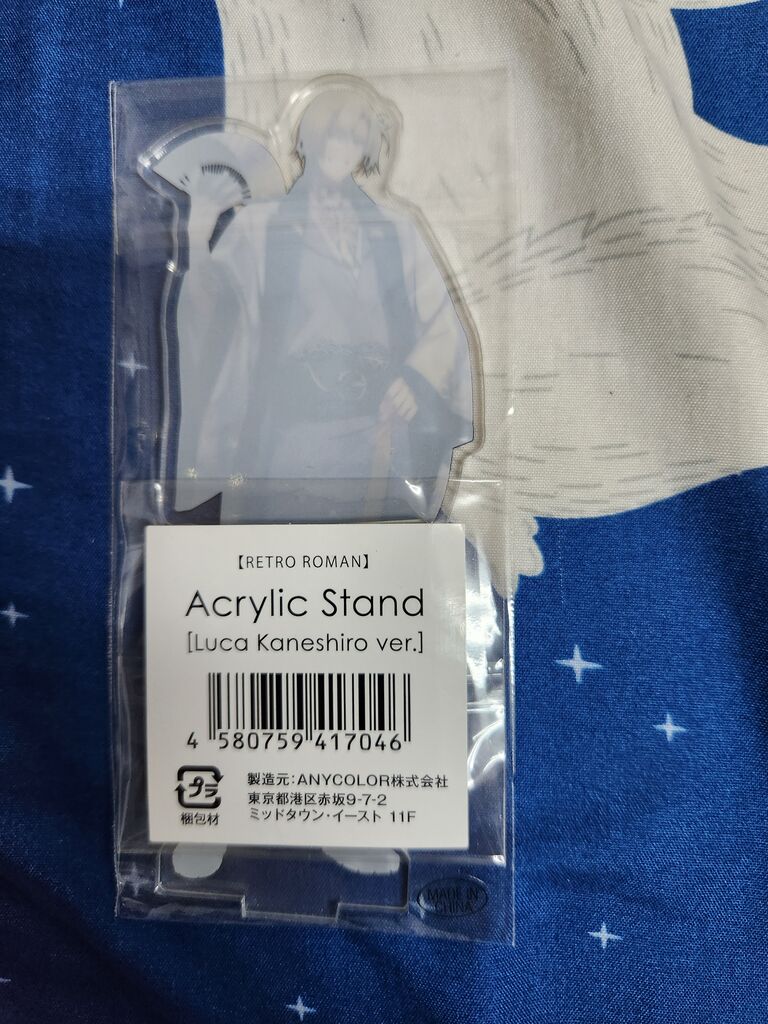 【RETRO ROMAN】
Acrylic Stand
[Luca Kaneshiro ver.]
4 580759 417046
プラ
梱包材
製造元:ANYCOLOR株式会社
東京都港区赤坂9-7-2
ミッドタウン・イースト 11F
MADE IN
CHINA